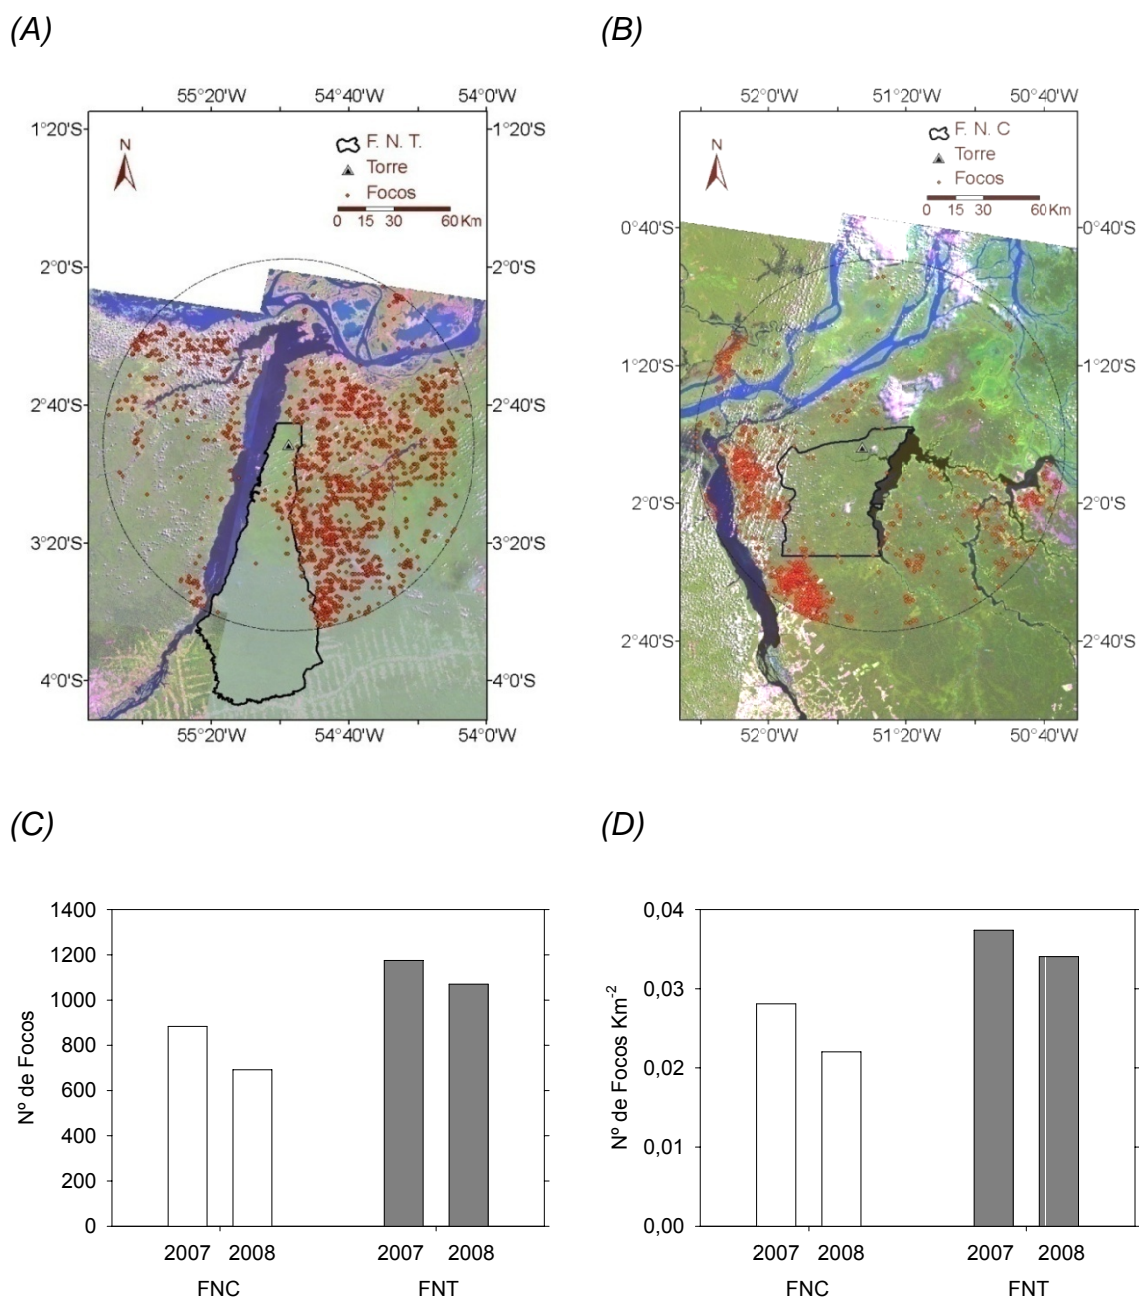 (A)
(B)
55°20'W 54°40'W 54°0'W
1°20'S 1°20'S
N
F. N. T.
Torre
Focos
0 15 30 60 Km
2°0'S 2°0'S
2°40'S 2°40'S
3°20'S 3°20'S
4°0'S 4°0'S
55°20'W 54°40'W 54°0'W
52°0'W 51°20'W 50°40'W
N
F. N. C
Torre
Focos
0 15 30 60 Km
0°40'S 0°40'S
1°20'S 1°20'S
2°0'S 2°0'S
2°40'S 2°40'S
52°0'W 51°20'W 50°40'W
(C)
(D)
Nº de Focos
1400
1200
1000
800
600
400
200
0
2007 2008 2007 2008
FNC FNT
Nº de Focos Km-2
0,04
0,03
0,02
0,01
0,00
2007 2008 2007 2008
FNC FNT